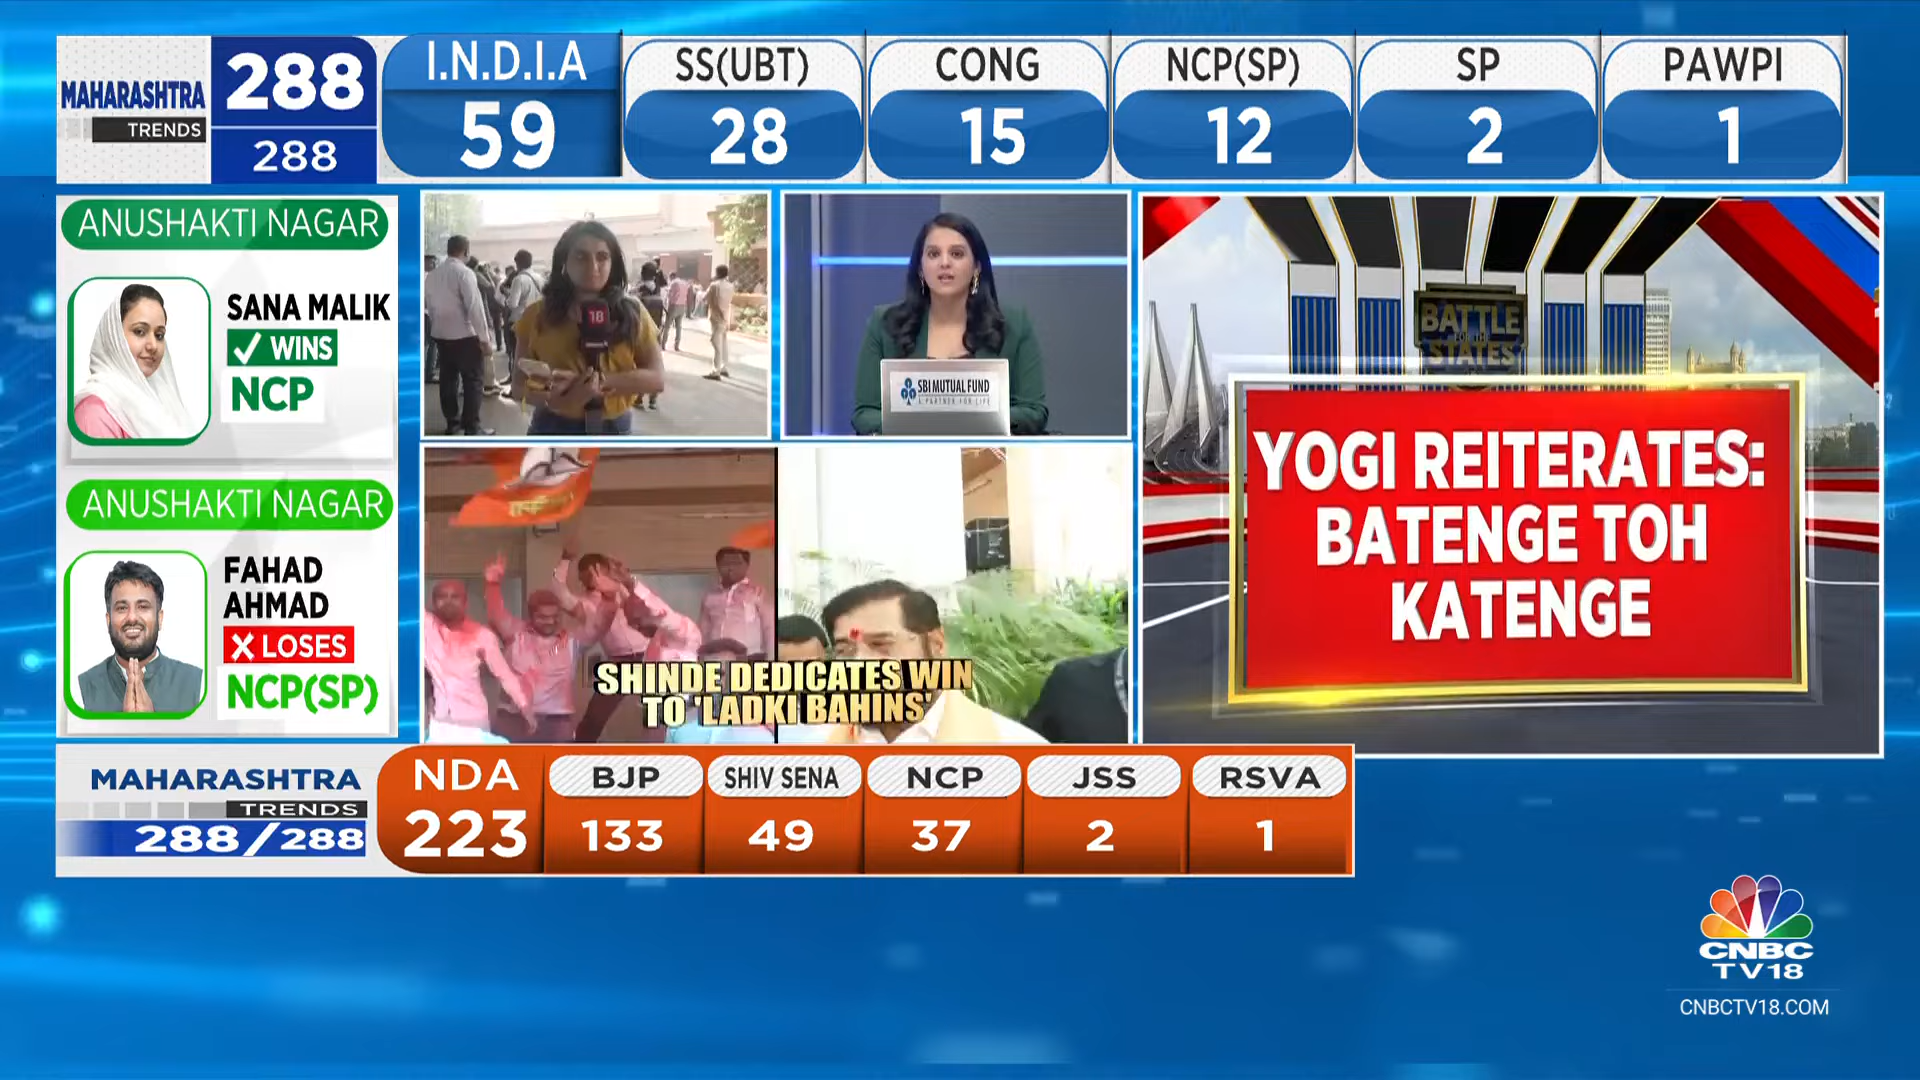 MAHARASHTRA
TRENDS
288
288
I.N.D.I.A
59
SS(UBT)
28
CONG
15
NCP(SP)
12
SP
2
PAWPI
1
ANUSHAKTI NAGAR
SANA MALIK
WINS
NCP
ANUSHAKTI NAGAR
FAHAD
AHMAD
LOSES
NCP(SP)
18
SBI MUTUAL FUND
A PARTNER FOR LIFE
SHINDE DEDICATES WIN
TO 'LADKI BAHINS'
BATTLE
STATES
YOGI REITERATES:
BATENGE TOH
KATENGE
MAHARASHTRA
TRENDS
288/288
NDA
223
BJP
133
SHIV SENA
49
NCP
37
JSS
2
RSVA
1
CNBC
TV18
CNBCTV18.COM